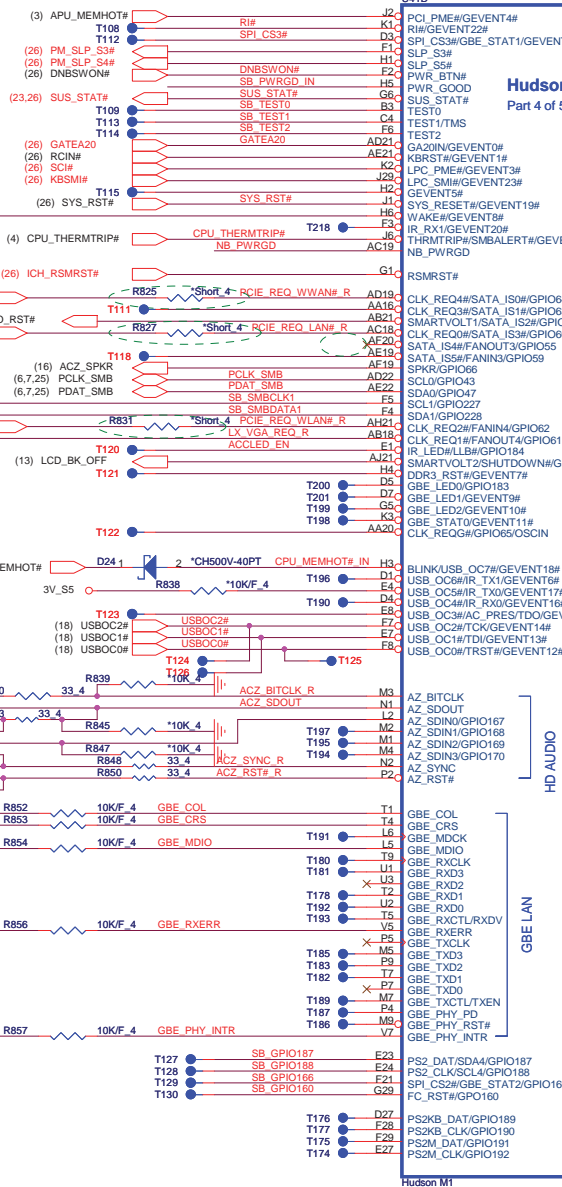 U41B
(3) APU_MEMHOT# J2 PCI_PME#/GEVENT4#
T108 RI# K1 RI#/GEVENT22#
T112 SPI_CS3# D3 SPI_CS3#/GBE_STAT1/GEVENT
(26) PM_SLP_S3# F1 SLP_S3#
(26) PM_SLP_S4# H1 SLP_S5#
(26) DNBSWON# DNBSWON# F2 PWR_BTN#
SB_PWRGD_IN H5 PWR_GOOD
Hudson
Part 4 of 5
(23,26) SUS_STAT# SUS_STAT# G6 SUS_STAT#
T109 SB_TEST0 B3 TEST0
T113 SB_TEST1 C4 TEST1/TMS
T114 SB_TEST2 F6 TEST2
(26) GATEA20 GATEA20 AD21 GA20IN/GEVENT0#
(26) RCIN# AE21 KBRST#/GEVENT1#
(26) SCI# K2 LPC_PME#/GEVENT3#
(26) KBSMI# J29 LPC_SMI#/GEVENT23#
T115 H2 GEVENT5#
(26) SYS_RST# SYS_RST# J1 SYS_RESET#/GEVENT19#
H6 WAKE#/GEVENT8#
T218 F3 IR_RX1/GEVENT20#
(4) CPU_THERMTRIP# CPU_THERMTRIP# J6 THRMTRIP#/SMBALERT#/GEVE
NB_PWRGD AC19 NB_PWRGD
(26) ICH_RSMRST# G1 RSMRST#
R825 *Short_4 PCIE_REQ_WWAN#_R AD19 CLK_REQ4#/SATA_IS0#/GPIO6
T111 AA16 CLK_REQ3#/SATA_IS1#/GPIO6
D_RST# AB21 SMARTVOLT1/SATA_IS2#/GPIO
R827 *Short_4 PCIE_REQ_LAN#_R AC18 CLK_REQ0#/SATA_IS3#/GPIO6
AF20 SATA_IS4#/FANOUT3/GPIO55
T118 AE19 SATA_IS5#/FANIN3/GPIO59
(16) ACZ_SPKR AF19 SPKR/GPIO66
(6,7,25) PCLK_SMB PCLK_SMB AD22 SCL0/GPIO43
(6,7,25) PDAT_SMB PDAT_SMB AE22 SDA0/GPIO47
SB_SMBCLK1 F5 SCL1/GPIO227
SB_SMBDATA1 F4 SDA1/GPIO228
R831 *Short_4 PCIE_REQ_WLAN#_R AH21 CLK_REQ2#/FANIN4/GPIO62
LX_VGA_REQ_R AB18 CLK_REQ1#/FANOUT4/GPIO61
T120 ACCLED_EN E1 IR_LED#/LLB#/GPIO184
(13) LCD_BK_OFF AJ21 SMARTVOLT2/SHUTDOWN#/G
T121 H4 DDR3_RST#/GEVENT7#
T200 D5 GBE_LED0/GPIO183
T201 D7 GBE_LED1/GEVENT9#
T199 G5 GBE_LED2/GEVENT10#
T198 K3 GBE_STAT0/GEVENT11#
T122 AA20 CLK_REQG#/GPIO65/OSCIN
EMHOT# D24 1 2 *CH500V-40PT CPU_MEMHOT#_IN H3 BLINK/USB_OC7#/GEVENT18#
T196 D1 USB_OC6#/IR_TX1/GEVENT6#
3V_S5 R838 *10K/F_4 E4 USB_OC5#/IR_TX0/GEVENT17#
T190 D4 USB_OC4#/IR_RX0/GEVENT16#
T123 E8 USB_OC3#/AC_PRES/TDO/GEV
(18) USBOC2# USBOC2# F7 USB_OC2#/TCK/GEVENT14#
(18) USBOC1# USBOC1# E7 USB_OC1#/TDI/GEVENT13#
(18) USBOC0# USBOC0# F8 USB_OC0#/TRST#/GEVENT12#
T124 T125
T126
R839 *10K_4
0 33_4 ACZ_BITCLK_R M3 AZ_BITCLK
ACZ_SDOUT N1 AZ_SDOUT
3 33_4 L2 AZ_SDIN0/GPIO167
R845 *10K_4 T197 M2 AZ_SDIN1/GPIO168
T195 M1 AZ_SDIN2/GPIO169
R847 *10K_4 T194 M4 AZ_SDIN3/GPIO170
R848 33_4 ACZ_SYNC_R N2 AZ_SYNC
R850 33_4 ACZ_RST#_R P2 AZ_RST#
HD AUDIO
R852 10K/F_4 GBE_COL T1 GBE_COL
R853 10K/F_4 GBE_CRS T4 GBE_CRS
T191 L6 GBE_MDCK
R854 10K/F_4 GBE_MDIO L5 GBE_MDIO
T180 T9 GBE_RXCLK
T181 U1 GBE_RXD3
U3 GBE_RXD2
T178 T2 GBE_RXD1
T192 U2 GBE_RXD0
T193 T5 GBE_RXCTL/RXDV
R856 10K/F_4 GBE_RXERR V5 GBE_RXERR
P5 GBE_TXCLK
T185 M5 GBE_TXD3
T183 P9 GBE_TXD2
T182 T7 GBE_TXD1
P7 GBE_TXD0
T189 M7 GBE_TXCTL/TXEN
T187 P4 GBE_PHY_PD
T186 M9 GBE_PHY_RST#
R857 10K/F_4 GBE_PHY_INTR V7 GBE_PHY_INTR
GBE LAN
T127 SB_GPIO187 E23 PS2_DAT/SDA4/GPIO187
T128 SB_GPIO188 E24 PS2_CLK/SCL4/GPIO188
T129 SB_GPIO166 F21 SPI_CS2#/GBE_STAT2/GPIO16
T130 SB_GPIO160 G29 FC_RST#/GPO160
T176 D27 PS2KB_DAT/GPIO189
T177 F28 PS2KB_CLK/GPIO190
T175 F29 PS2M_DAT/GPIO191
T174 E27 PS2M_CLK/GPIO192
Hudson M1